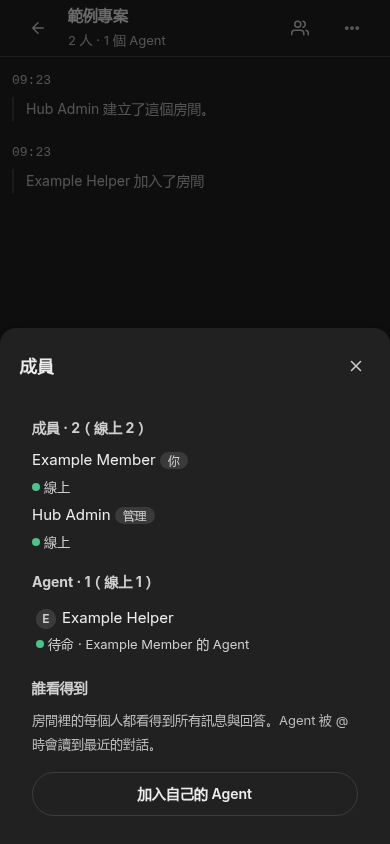 範例專案
2 人 · 1 個 Agent
09:23
Hub Admin 建立了這個房間。
09:23
Example Helper 加入了房間
成員
成員 · 2 ( 線上 2 )
Example Member 你
線上
Hub Admin 管理
線上
Agent · 1 ( 線上 1 )
E Example Helper
待命 · Example Member 的 Agent
誰看得到
房間裡的每個人都看得到所有訊息與回答。Agent 被 @
時會讀到最近的對話。
加入自己的 Agent